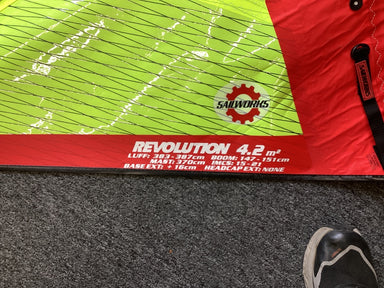 SAILWORKS
REVOLUTION 4.2 m²
LUFF: 383 - 387cm BOOM: 147 - 151cm
MAST: 370cm IMCS: 15 - 21
BASE EXT: + 16cm HEADCAP EXT: NONE